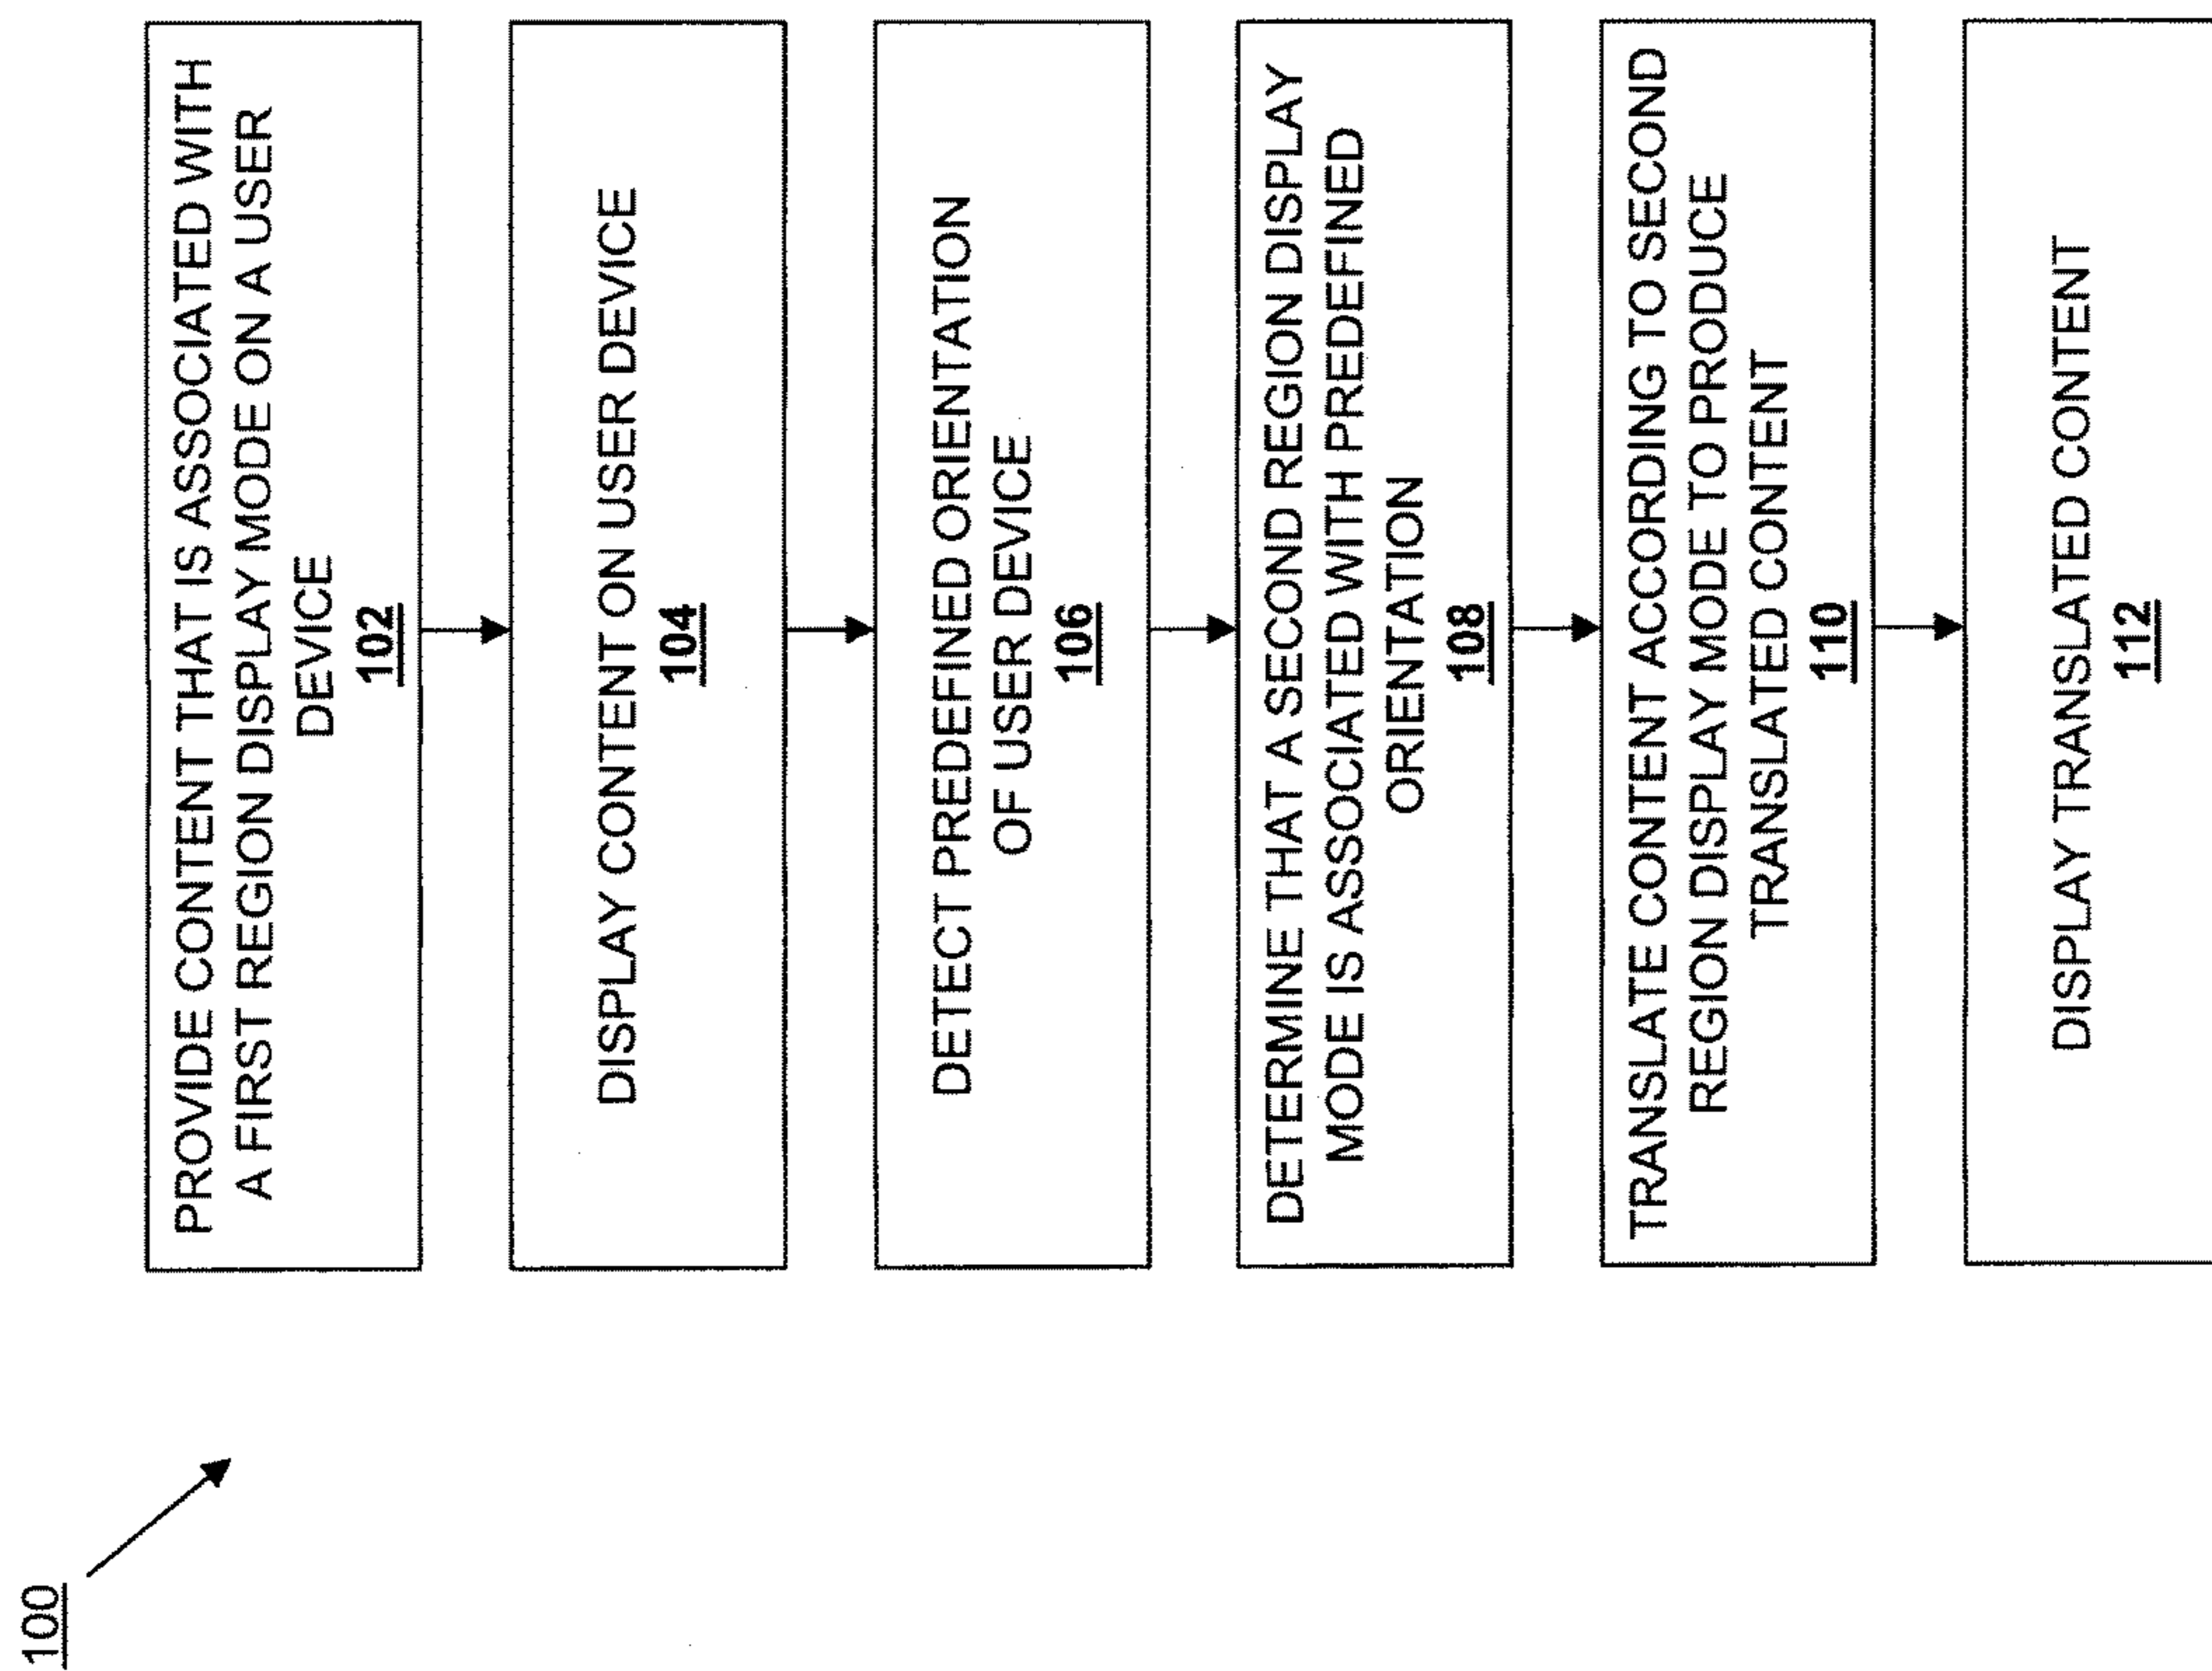 100
PROVIDE CONTENT THAT IS ASSOCIATED WITH
A FIRST REGION DISPLAY MODE ON A USER
DEVICE
102
DISPLAY CONTENT ON USER DEVICE
104
DETECT PREDEFINED ORIENTATION
OF USER DEVICE
106
DETERMINE THAT A SECOND REGION DISPLAY
MODE IS ASSOCIATED WITH PREDEFINED
ORIENTATION
108
TRANSLATE CONTENT ACCORDING TO SECOND
REGION DISPLAY MODE TO PRODUCE
TRANSLATED CONTENT
110
DISPLAY TRANSLATED CONTENT
112